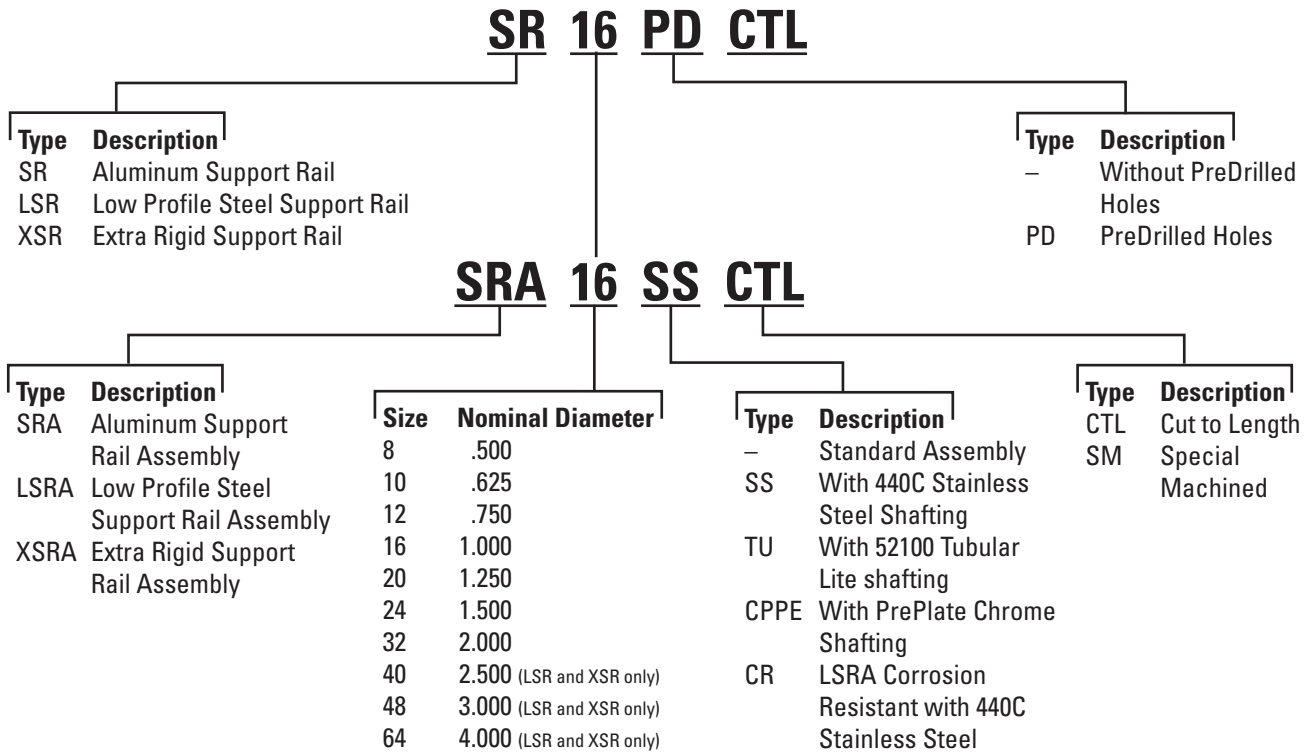 SR 16 PD CTL
Type Description
SR Aluminum Support Rail
LSR Low Profile Steel Support Rail
XSR Extra Rigid Support Rail
Type Description
– Without PreDrilled
Holes
PD PreDrilled Holes
SRA 16 SS CTL
Type Description
SRA Aluminum Support
Rail Assembly
LSRA Low Profile Steel
Support Rail Assembly
XSRA Extra Rigid Support
Rail Assembly
Size Nominal Diameter
8 .500
10 .625
12 .750
16 1.000
20 1.250
24 1.500
32 2.000
40 2.500 (LSR and XSR only)
48 3.000 (LSR and XSR only)
64 4.000 (LSR and XSR only)
Type Description
– Standard Assembly
SS With 440C Stainless
Steel Shafting
TU With 52100 Tubular
Lite shafting
CPPE With PrePlate Chrome
Shafting
CR LSRA Corrosion
Resistant with 440C
Stainless Steel
Type Description
CTL Cut to Length
SM Special
Machined